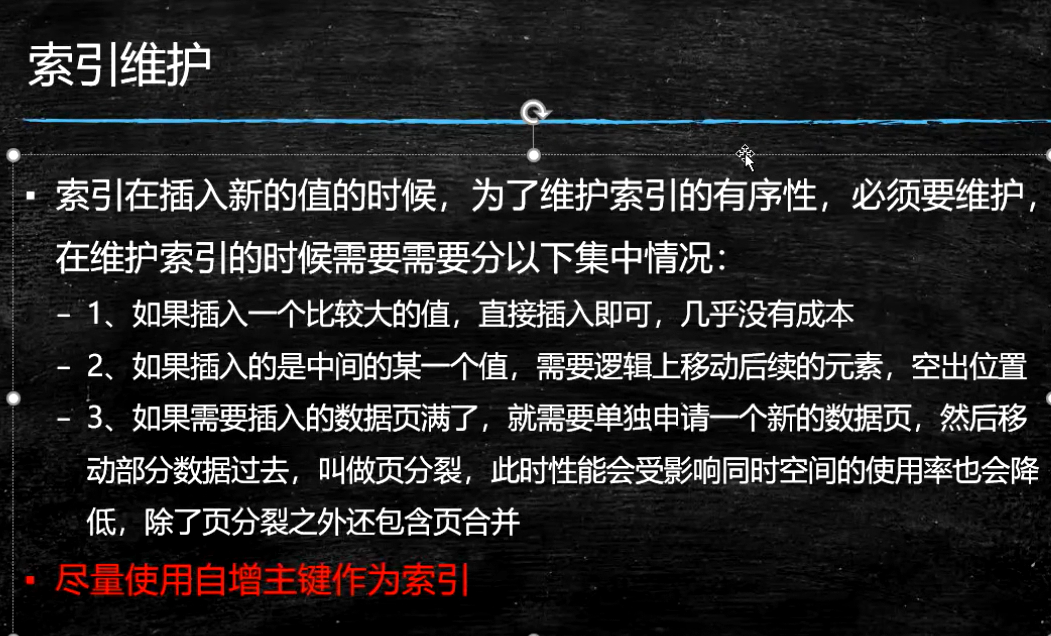 索引维护
▪ 索引在插入新的值的时候，为了维护索引的有序性，必须要维护，
在维护索引的时候需要需要分以下集中情况：
– 1、如果插入一个比较大的值，直接插入即可，几乎没有成本
– 2、如果插入的是中间的某一个值，需要逻辑上移动后续的元素，空出位置
– 3、如果需要插入的数据页满了，就需要单独申请一个新的数据页，然后移
动部分数据过去，叫做页分裂，此时性能会受影响同时空间的使用率也会降
低，除了页分裂之外还包含页合并
▪ 尽量使用自增主键作为索引